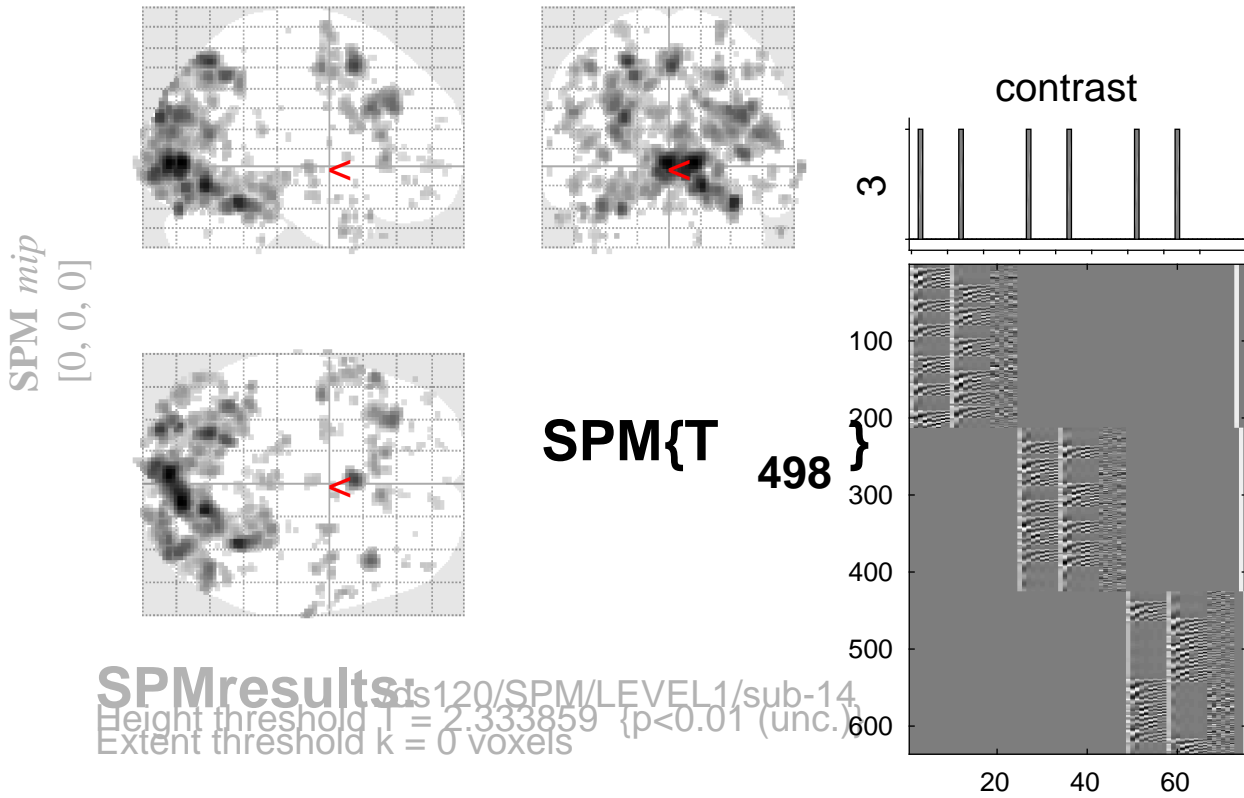 SPM mip
[0, 0, 0]
<
<
<
SPM{T498}
contrast
3
100
200
300
400
500
600
20
40
60
SPMresults: /ds120/SPM/LEVEL1/sub-14
Height threshold T = 2.333859 {p<0.01 (unc.)}
Extent threshold k = 0 voxels